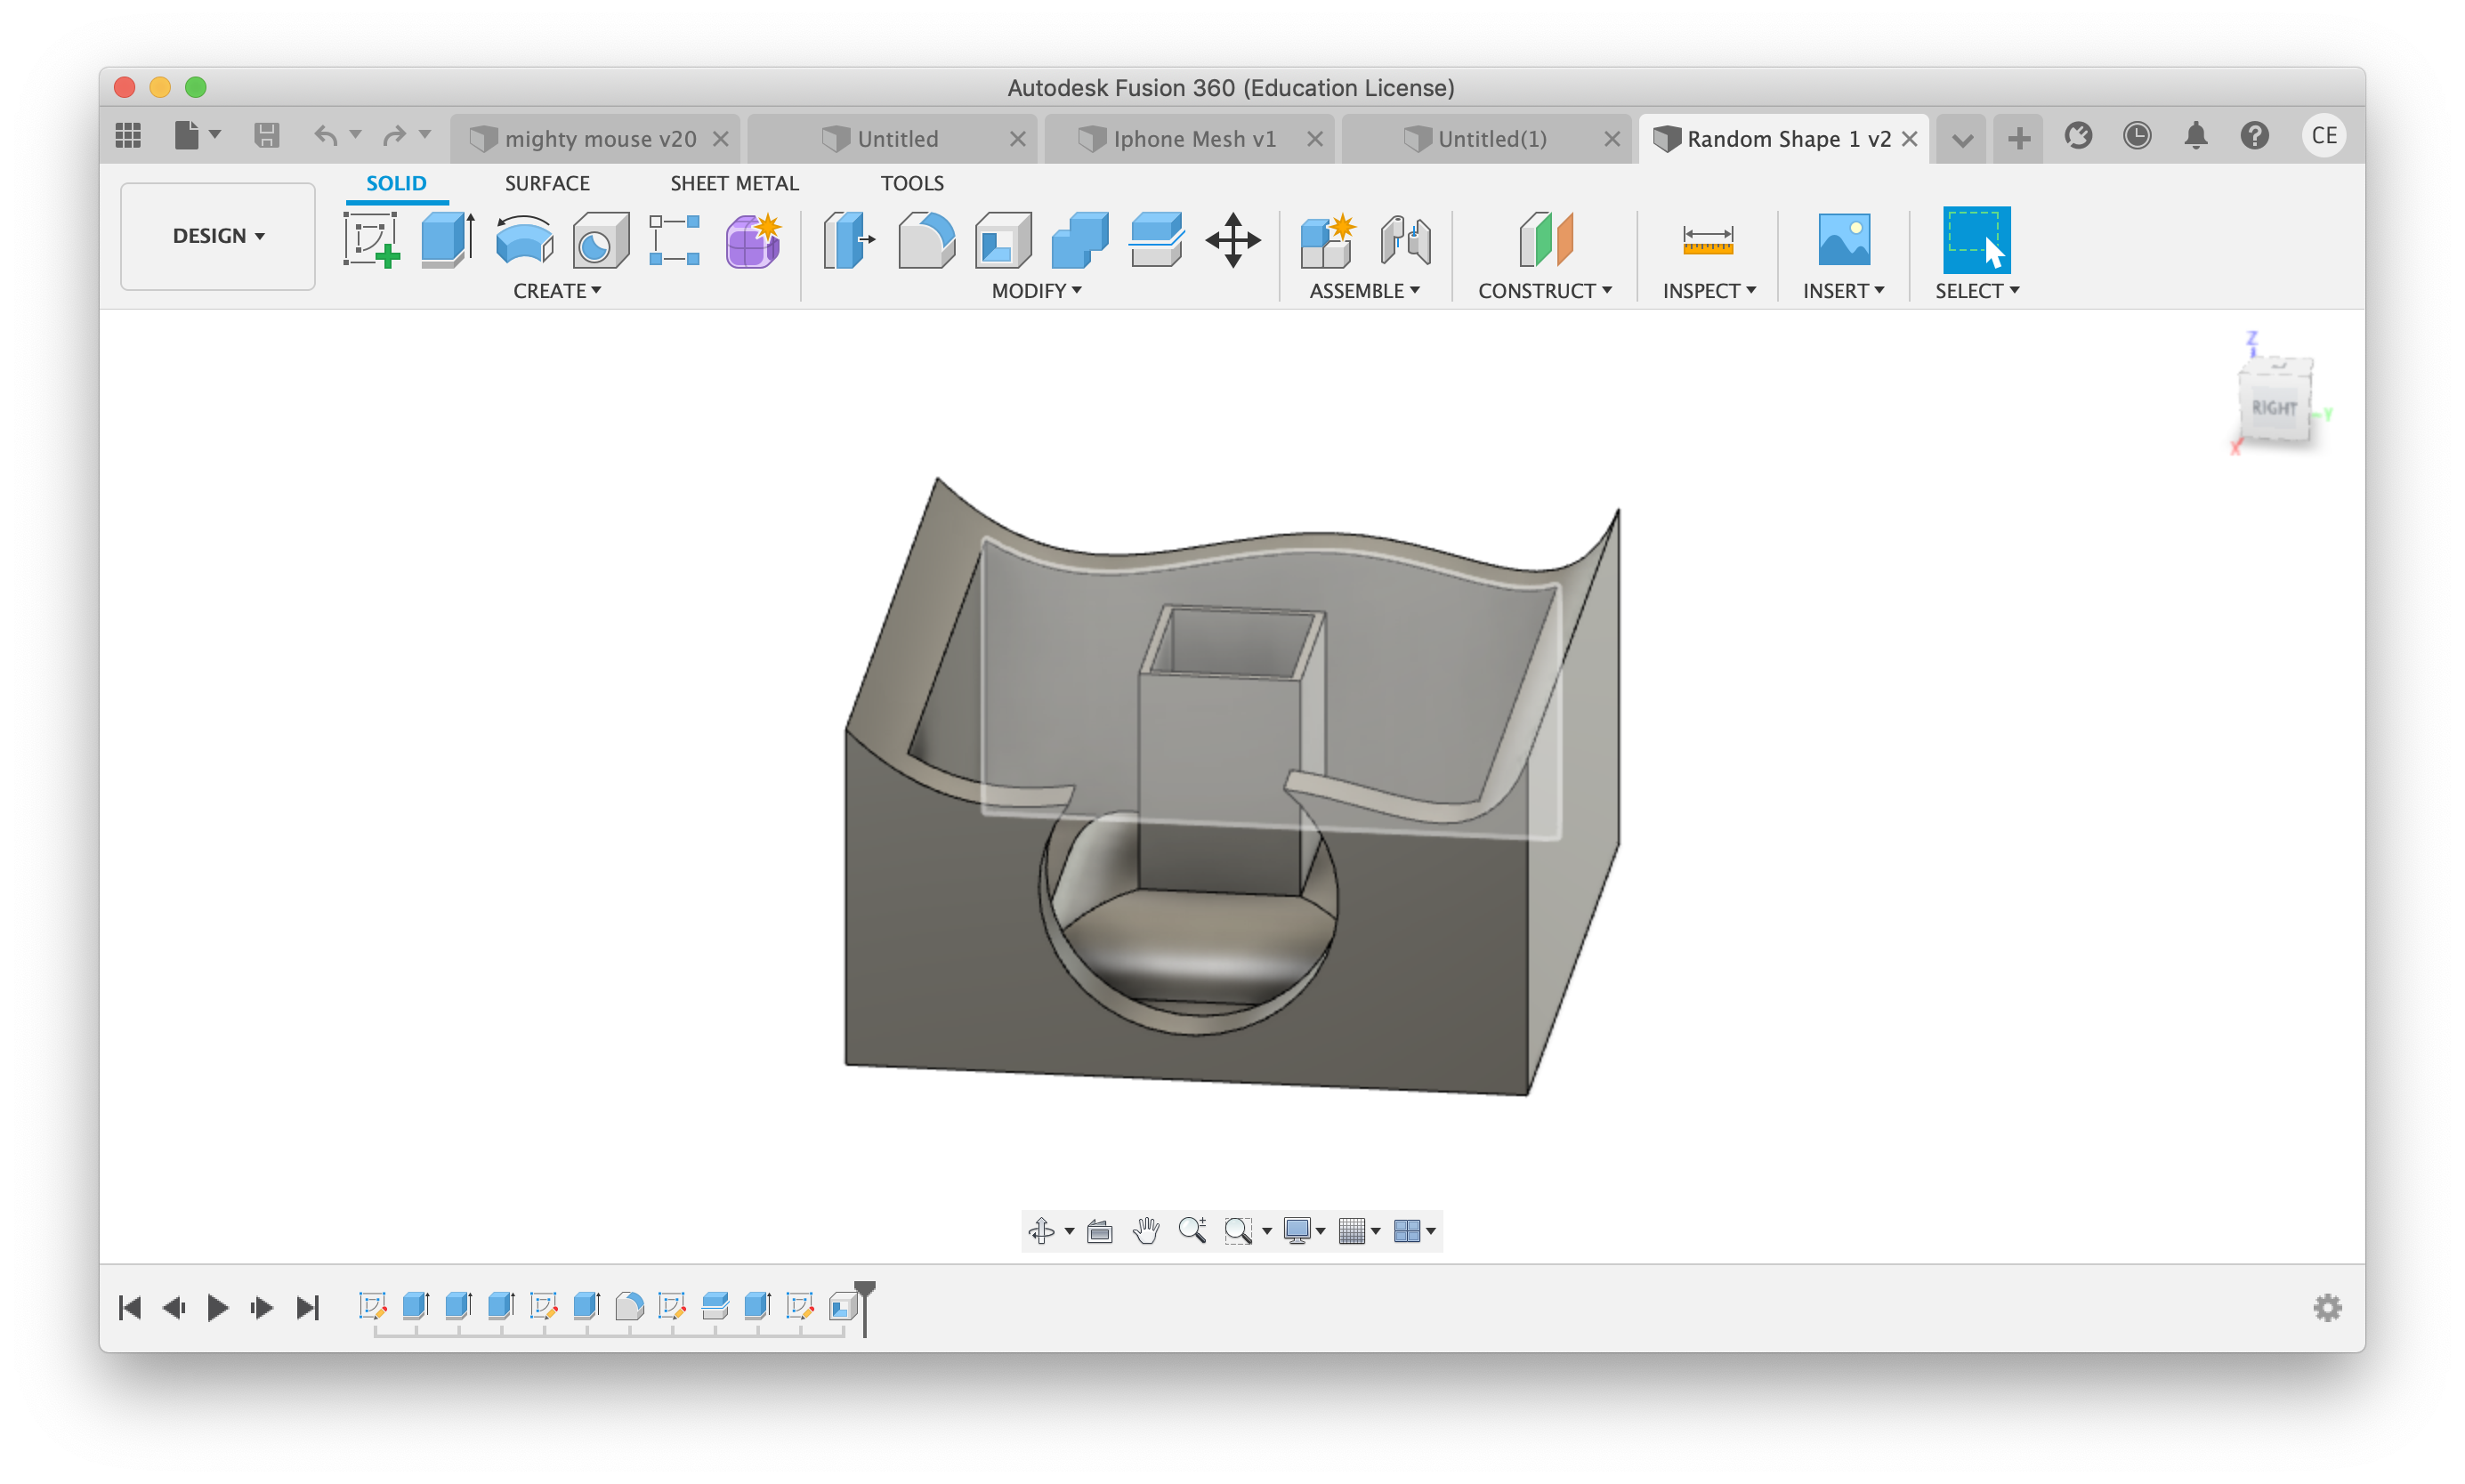 Autodesk Fusion 360 (Education License)
mighty mouse v20
Untitled
Iphone Mesh v1
Untitled(1)
Random Shape 1 v2
CE
DESIGN
SOLID
SURFACE
SHEET METAL
TOOLS
CREATE
MODIFY
ASSEMBLE
CONSTRUCT
INSPECT
INSERT
SELECT
Z
RIGHT
Y
X